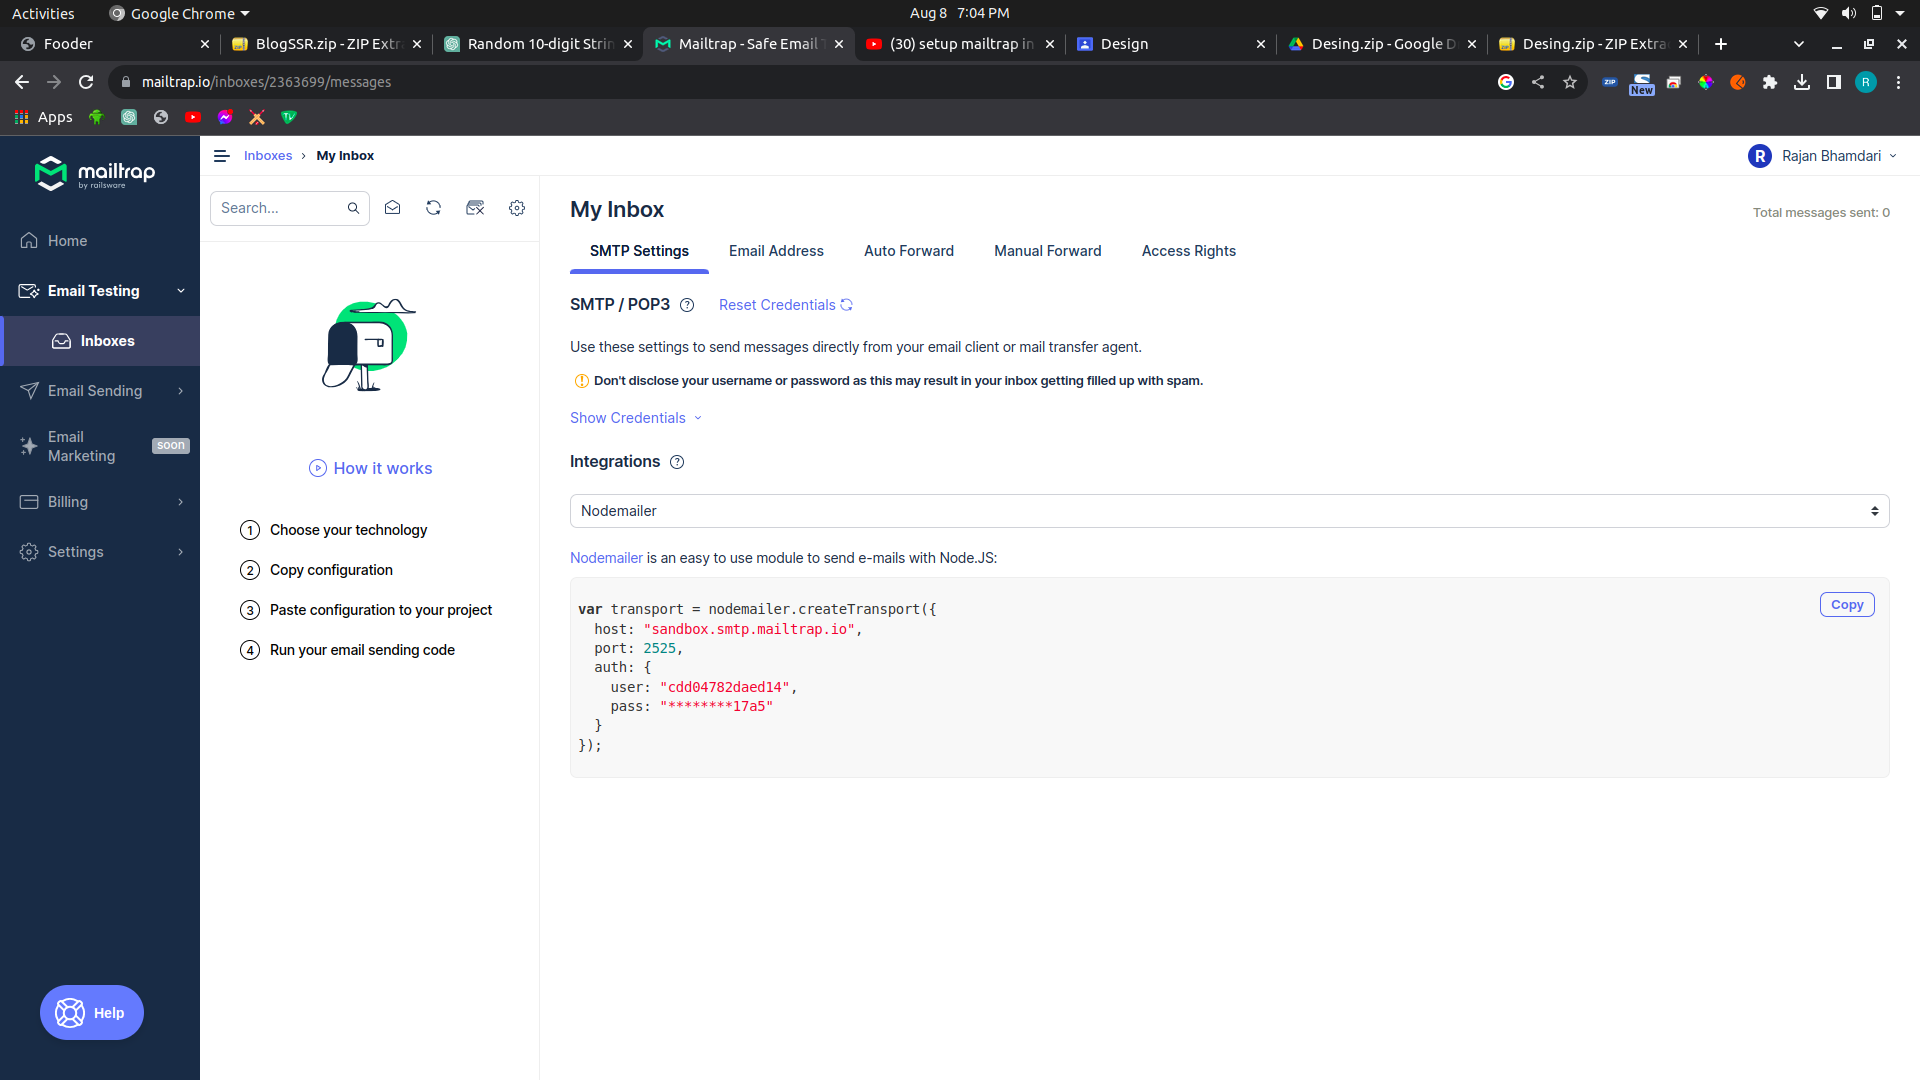 Activities
Google Chrome
Aug 8 7:04 PM
Fooder
BlogSSR.zip - ZIP Extr
Random 10-digit Strin
Mailtrap - Safe Email T
(30) setup mailtrap in
Design
Desing.zip - Google D
Desing.zip - ZIP Extra
mailtrap.io/inboxes/2363699/messages
ZIP
New
R
Apps
mailtrap
by railsware
Inboxes › My Inbox
R Rajan Bhamdari
Home
Email Testing
Inboxes
Email Sending
Email Marketing
soon
Billing
Settings
Help
Search...
How it works
1 Choose your technology
2 Copy configuration
3 Paste configuration to your project
4 Run your email sending code
My Inbox
Total messages sent: 0
SMTP Settings
Email Address
Auto Forward
Manual Forward
Access Rights
SMTP / POP3 ?
Reset Credentials
Use these settings to send messages directly from your email client or mail transfer agent.
Don't disclose your username or password as this may result in your inbox getting filled up with spam.
Show Credentials
Integrations ?
Nodemailer
Nodemailer is an easy to use module to send e-mails with Node.JS:
Copy
var transport = nodemailer.createTransport({
host: "sandbox.smtp.mailtrap.io",
port: 2525,
auth: {
user: "cdd04782daed14",
pass: "********17a5"
}
});